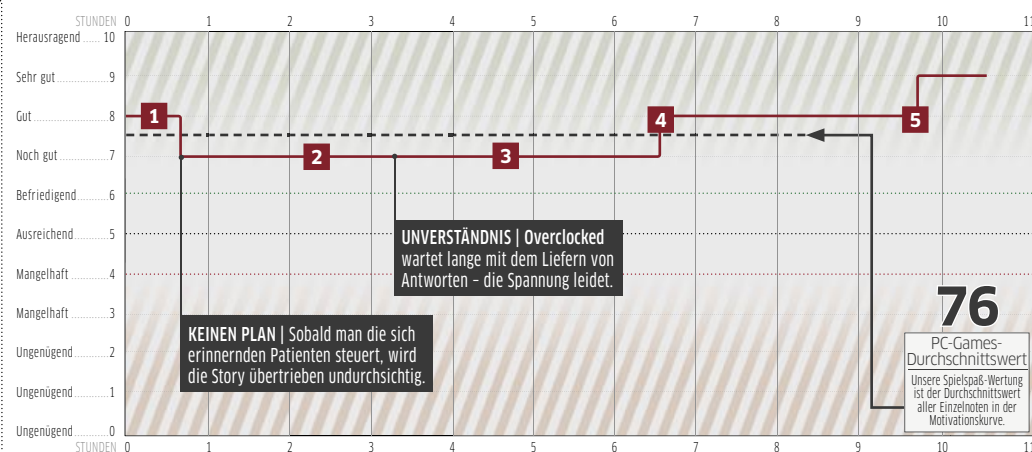 STUNDEN 0 1 2 3 4 5 6 7 8 9 10 11
Herausragend ...... 10
Sehr gut ................ 9
Gut ......................... 8
1
4
5
Noch gut ................ 7
2
3
Befriedigend ........... 6
Ausreichend ............ 5
UNVERSTÄNDNIS | Overclocked
wartet lange mit dem Liefern von
Antworten – die Spannung leidet.
Mangelhaft ............. 4
Mangelhaft ............. 3
KEINEN PLAN | Sobald man die sich
erinnernden Patienten steuert, wird
die Story übertrieben undurchsichtig.
Ungenügend ........... 2
Ungenügend ........... 1
Ungenügend ........... 0
76
PC-Games-
Durchschnittswert
Unsere Spielspaß-Wertung
ist der Durchschnittswert
aller Einzelnoten in der
Motivationskurve.
STUNDEN 0 1 2 3 4 5 6 7 8 9 10 11